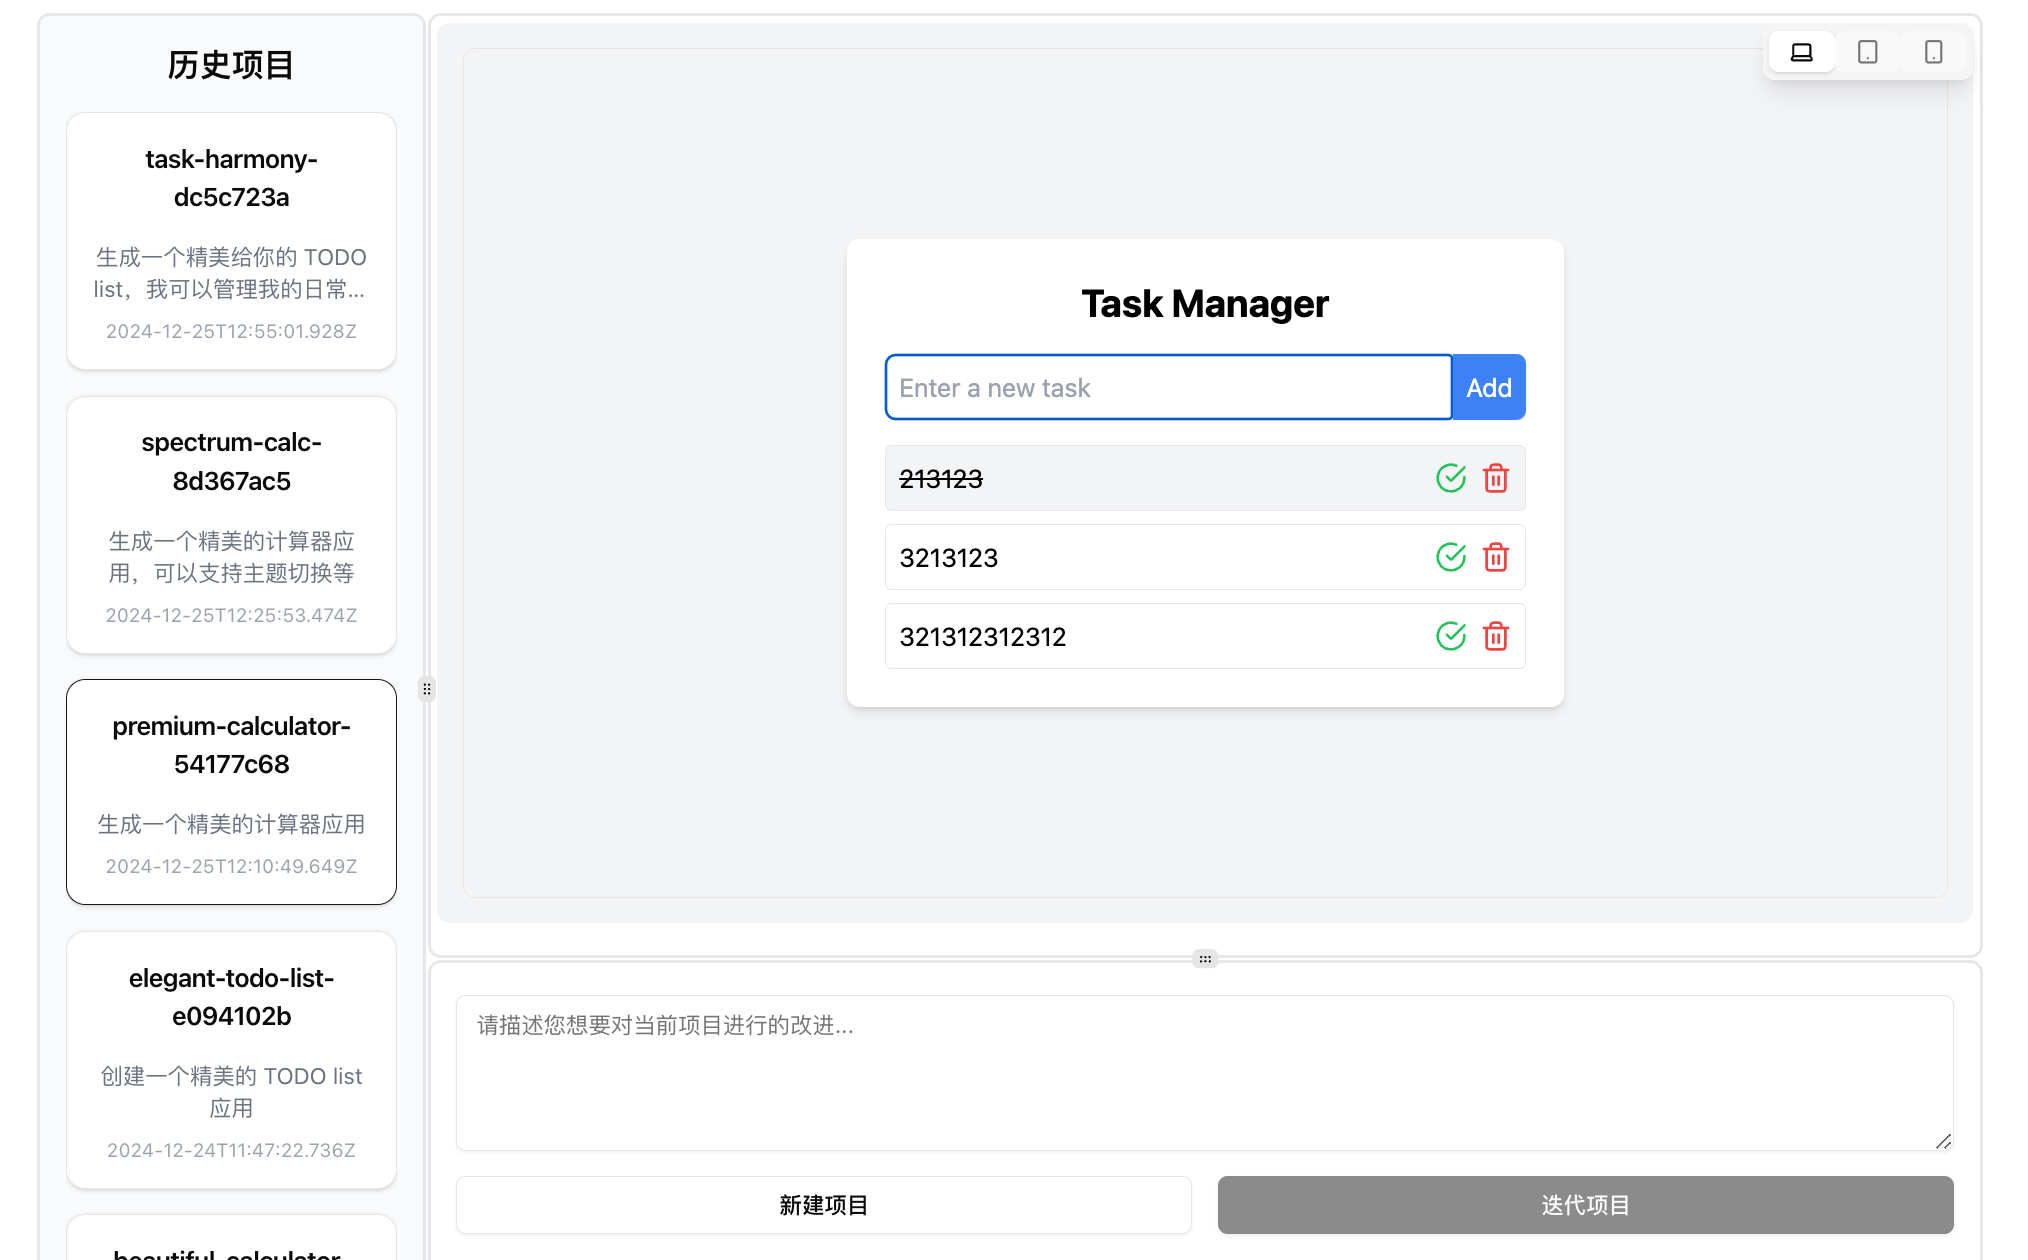 历史项目
task-harmony-
dc5c723a
生成一个精美给你的 TODO
list，我可以管理我的日常...
2024-12-25T12:55:01.928Z
spectrum-calc-
8d367ac5
生成一个精美的计算器应
用，可以支持主题切换等
2024-12-25T12:25:53.474Z
premium-calculator-
54177c68
生成一个精美的计算器应用
2024-12-25T12:10:49.649Z
elegant-todo-list-
e094102b
创建一个精美的 TODO list
应用
2024-12-24T11:47:22.736Z
beautiful-calculator-
Task Manager
Enter a new task
Add
213123
3213123
321312312312
请描述您想要对当前项目进行的改进...
新建项目
迭代项目